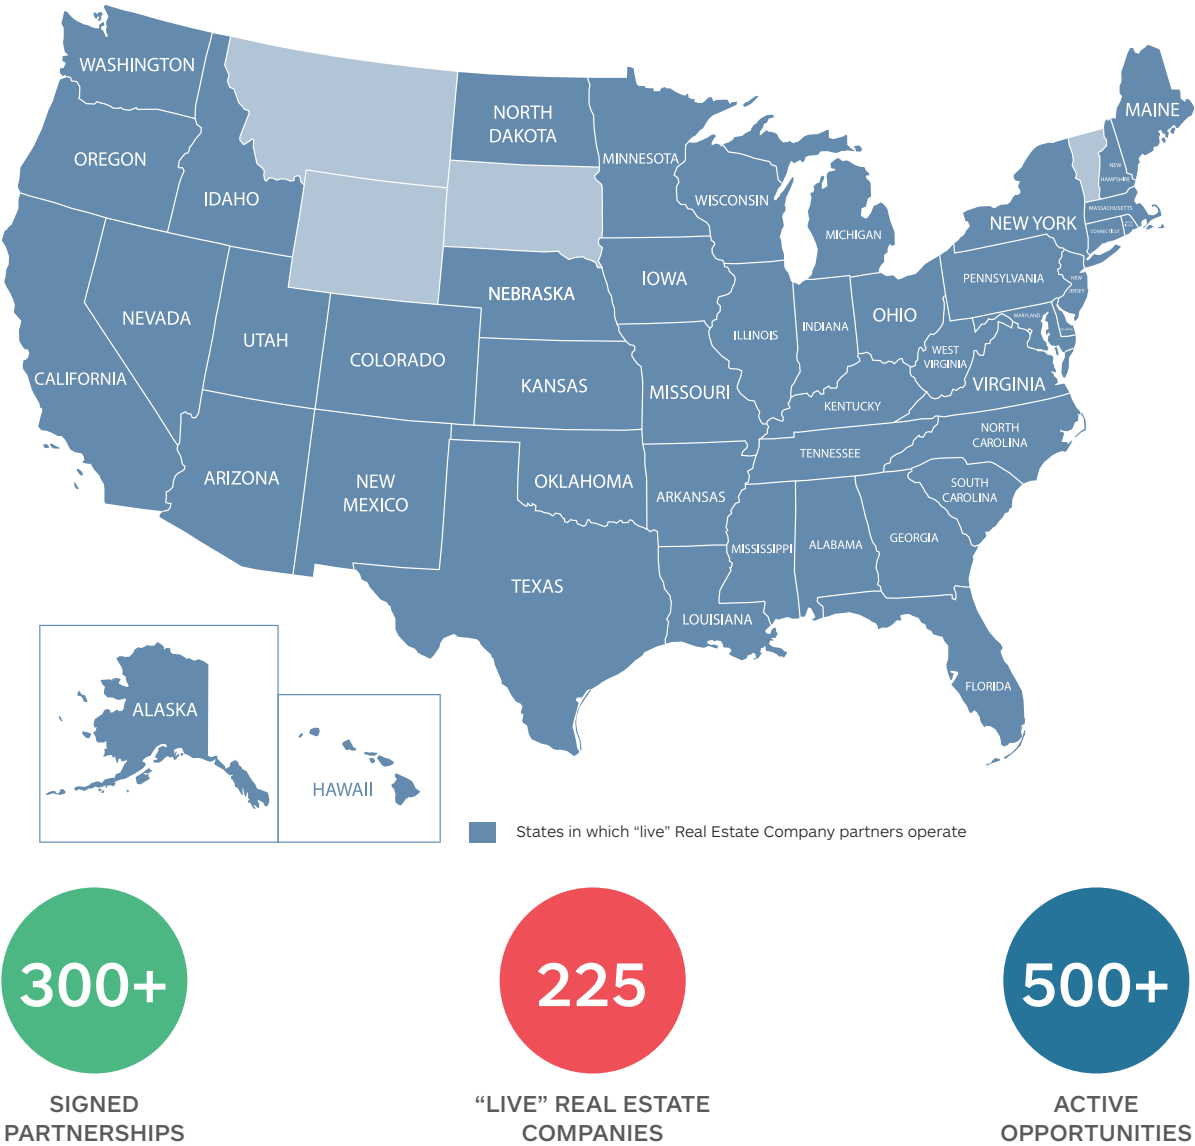 WASHINGTON
MAINE
NORTH
DAKOTA
OREGON
MINNESOTA
NEW
HAMPSHIRE
IDAHO
WISCONSIN
MASSACHUSETTS
NEW YORK
MICHIGAN
CONNECTICUT
PENNSYLVANIA
NEW
JERSEY
IOWA
NEBRASKA
NEVADA
OHIO
MARYLAND
INDIANA
ILLINOIS
UTAH
WEST
VIRGINIA
COLORADO
CALIFORNIA
KANSAS
MISSOURI
VIRGINIA
KENTUCKY
NORTH
CAROLINA
TENNESSEE
ARIZONA
NEW
MEXICO
OKLAHOMA
ARKANSAS
SOUTH
CAROLINA
MISSISSIPPI
ALABAMA
GEORGIA
TEXAS
LOUISIANA
FLORIDA
ALASKA
HAWAII
States in which “live” Real Estate Company partners operate
300+
225
500+
SIGNED
PARTNERSHIPS
“LIVE” REAL ESTATE
COMPANIES
ACTIVE
OPPORTUNITIES